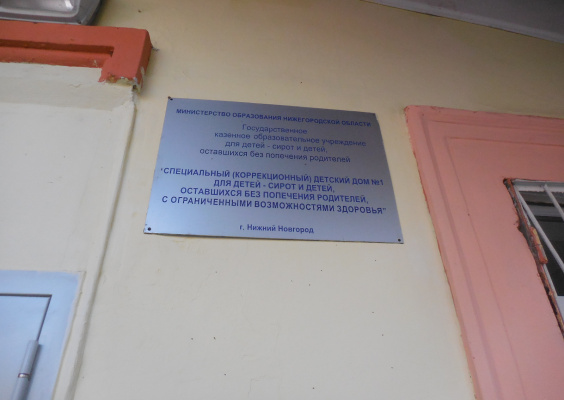 МИНИСТЕРСТВО ОБРАЗОВАНИЯ НИЖЕГОРОДСКОЙ ОБЛАСТИ
Государственное
казенное образовательное учреждение
для детей - сирот и детей,
оставшихся без попечения родителей
"СПЕЦИАЛЬНЫЙ (КОРРЕКЦИОННЫЙ) ДЕТСКИЙ ДОМ №1
ДЛЯ ДЕТЕЙ - СИРОТ И ДЕТЕЙ,
ОСТАВШИХСЯ БЕЗ ПОПЕЧЕНИЯ РОДИТЕЛЕЙ,
С ОГРАНИЧЕННЫМИ ВОЗМОЖНОСТЯМИ ЗДОРОВЬЯ"
г. Нижний Новгород